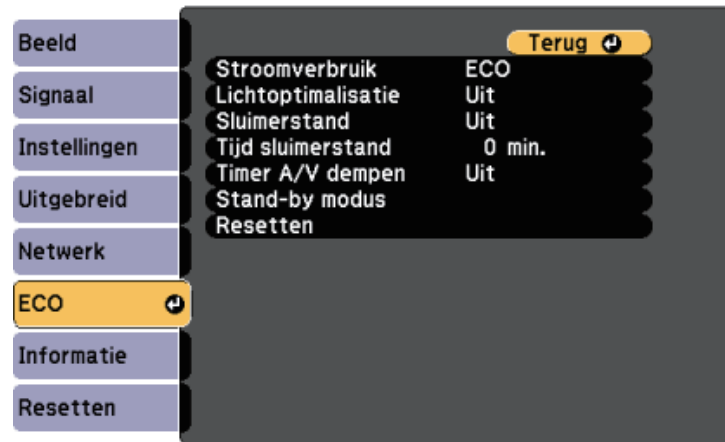 Beeld
Signaal
Instellingen
Uitgebreid
Netwerk
ECO
Informatie
Resetten
Terug
Stroomverbruik ECO
Lichtoptimalisatie Uit
Sluimerstand Uit
Tijd sluimerstand 0 min.
Timer A/V dempen Uit
Stand-by modus
Resetten